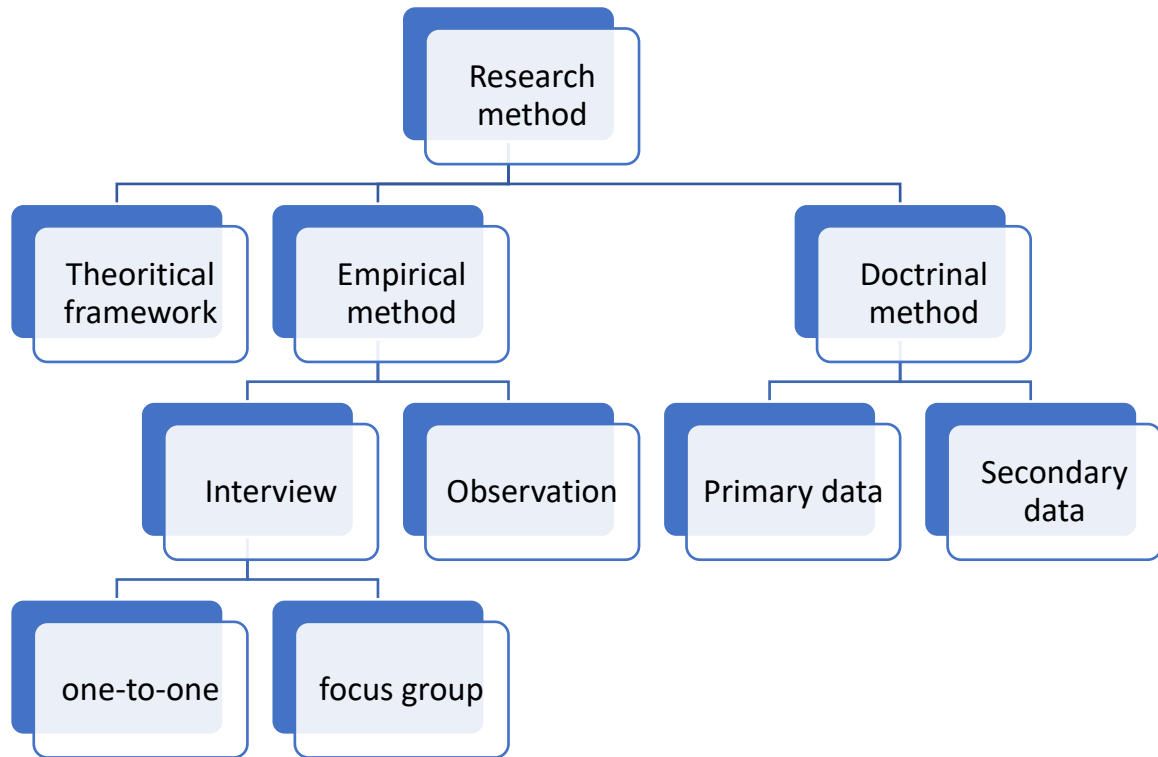 Research
method
Theoritical
framework
Empirical
method
Doctrinal
method
Interview
Observation
Primary data
Secondary
data
one-to-one
focus group